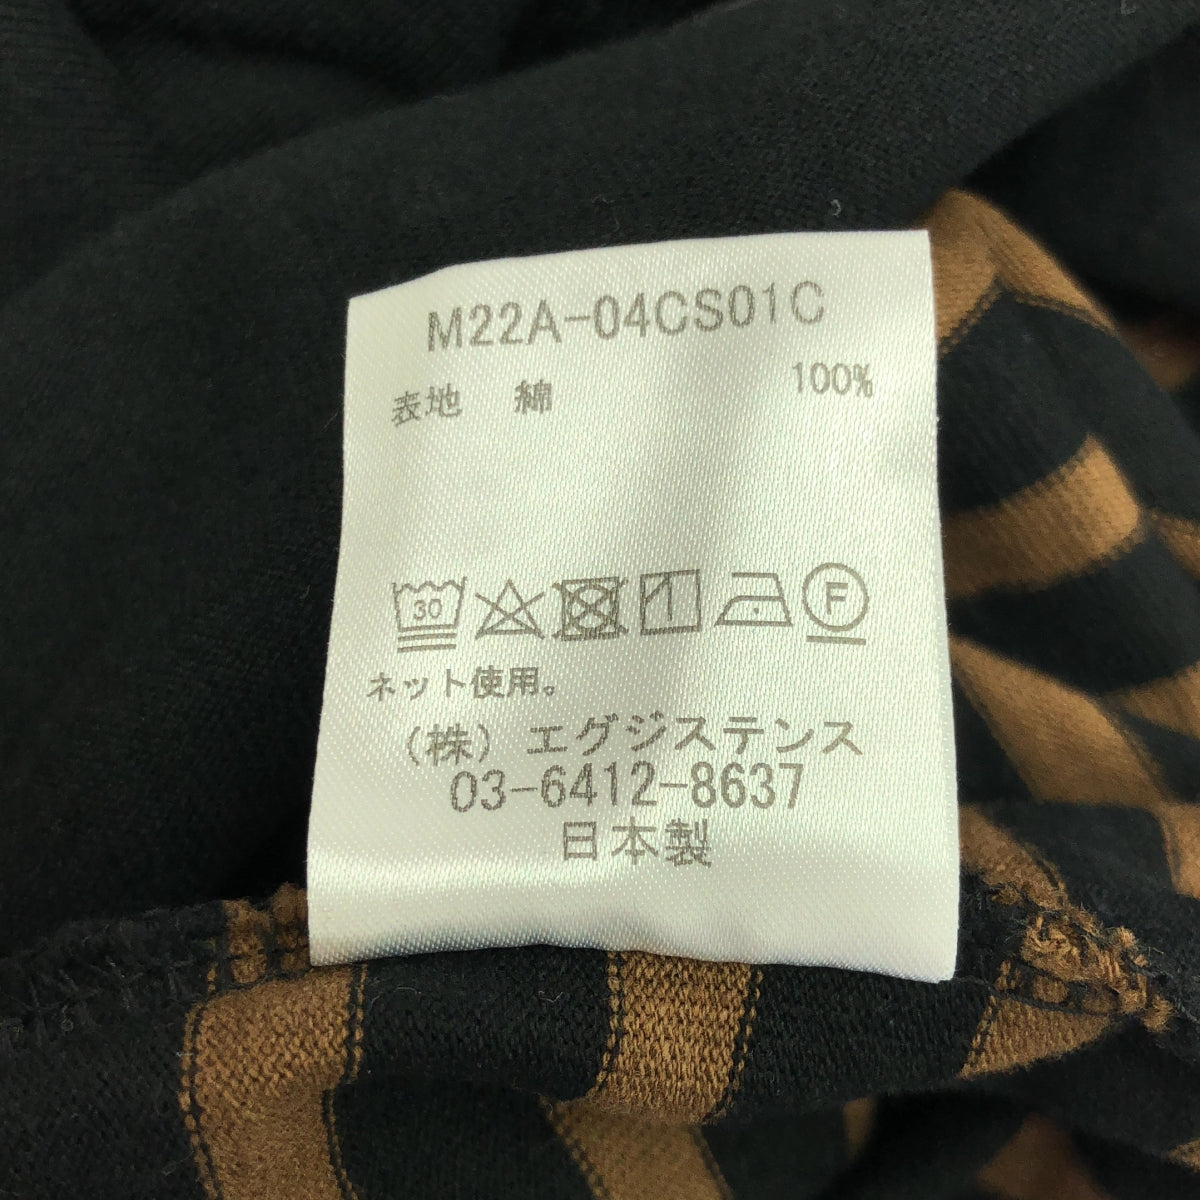 M22A-04CS01C
表地 綿 100%
30 F
ネット使用。
(株) エグジステンス
03-6412-8637
日本製